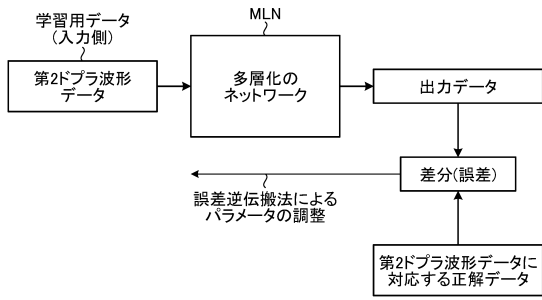 学習用データ
(入力側)
第2ドプラ波形
データ
MLN
多層化の
ネットワーク
出力データ
差分(誤差)
誤差逆伝搬法による
パラメータの調整
第2ドプラ波形データに
対応する正解データ